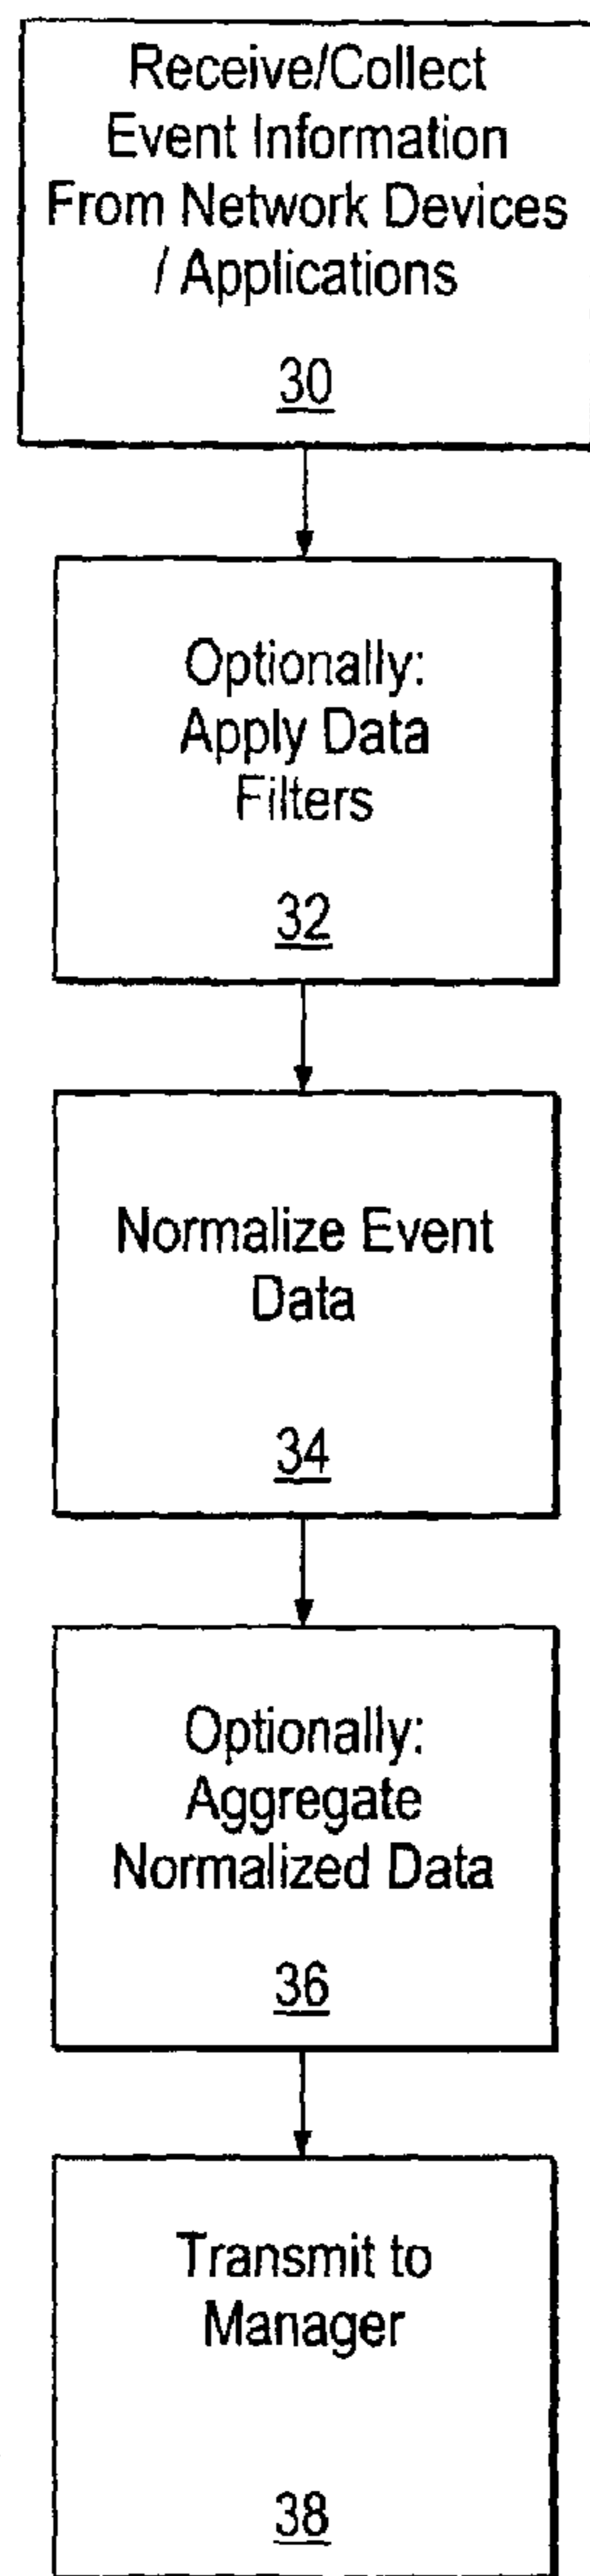 Receive/Collect
Event Information
From Network Devices
/ Applications
30
Optionally:
Apply Data
Filters
32
Normalize Event
Data
34
Optionally:
Aggregate
Normalized Data
36
Transmit to
Manager
38